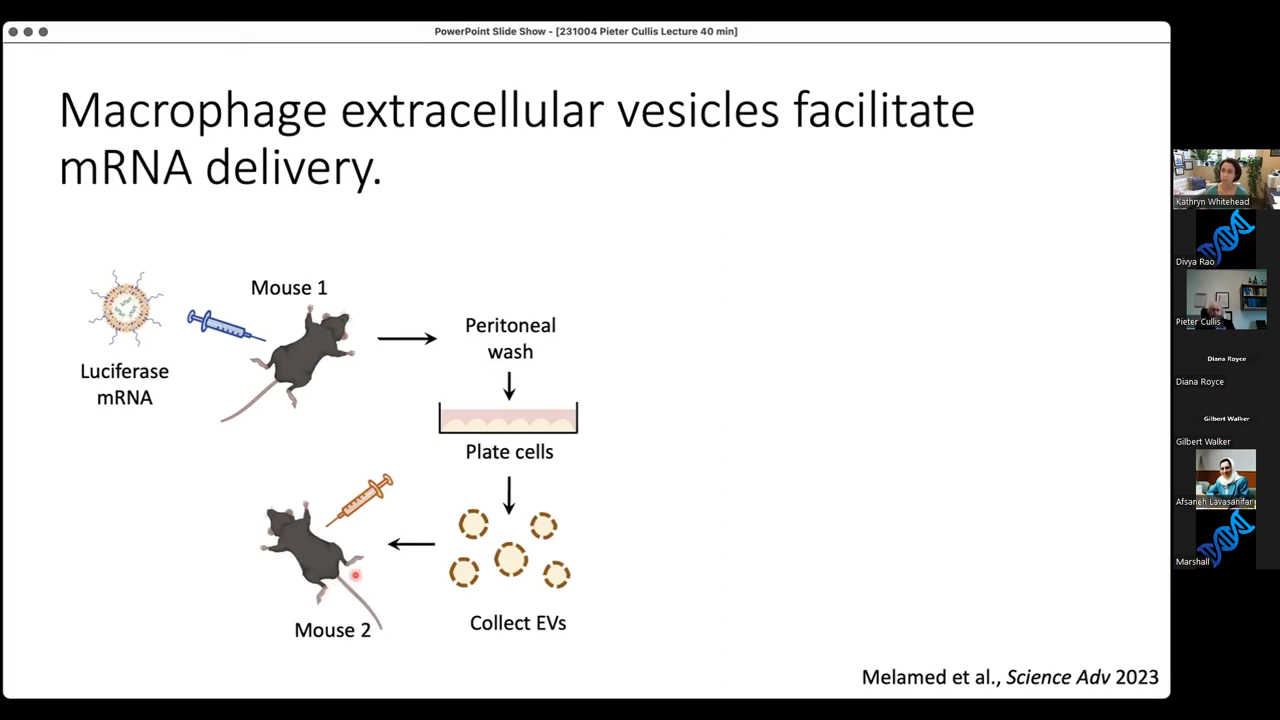 PowerPoint Slide Show - [231004 Pieter Cullis Lecture 40 min]
Macrophage extracellular vesicles facilitate
mRNA delivery.
Mouse 1
Luciferase
mRNA
Peritoneal
wash
Plate cells
Collect EVs
Mouse 2
Melamed et al., Science Adv 2023
Kathryn Whitehead
Divya Rao
Pieter Cullis
Diana Royce
Diana Royce
Gilbert Walker
Gilbert Walker
Afsaneh Lavasanifar
Marshall